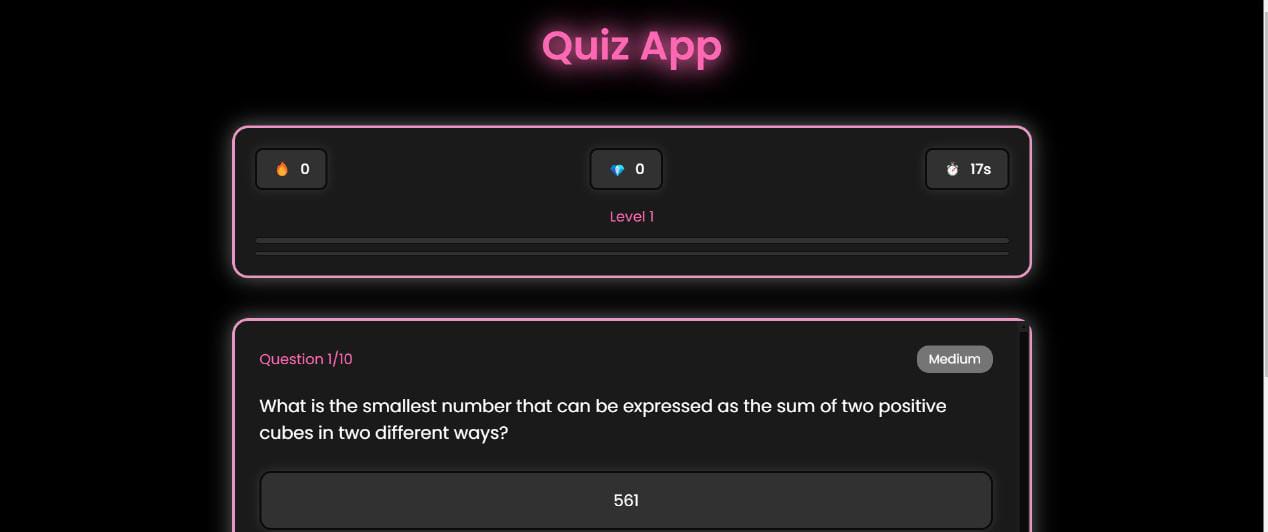 Quiz App
0
0
17s
Level 1
Question 1/10
Medium
What is the smallest number that can be expressed as the sum of two positive
cubes in two different ways?
561